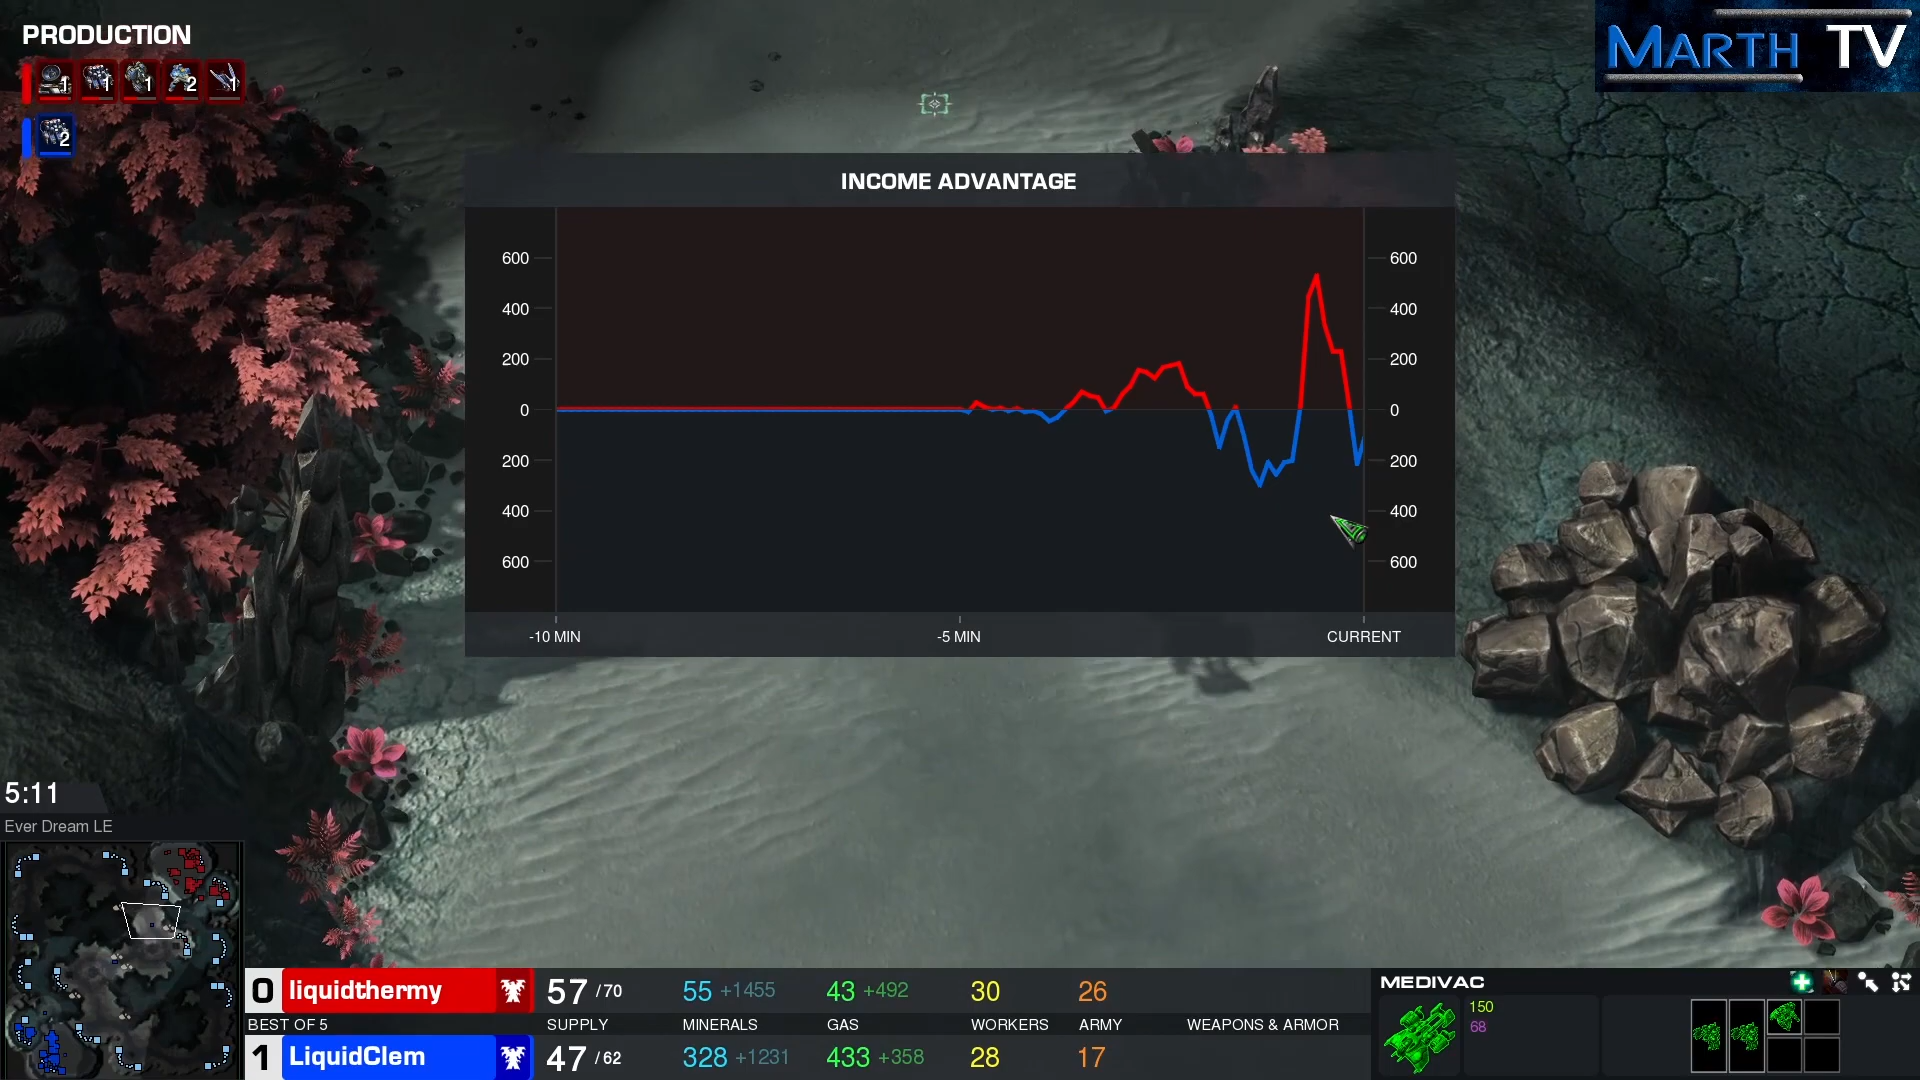 PRODUCTION
MARTH TV
1 1 1 2 1
2
INCOME ADVANTAGE
600 600
400 400
200 200
0 0
200 200
400 400
600 600
-10 MIN -5 MIN CURRENT
5:11
Ever Dream LE
0 liquidthermy 57 /70 55 +1455 43 +492 30 26
BEST OF 5 SUPPLY MINERALS GAS WORKERS ARMY WEAPONS & ARMOR
1 LiquidClem 47 /62 328 +1231 433 +358 28 17
MEDIVAC
150
68